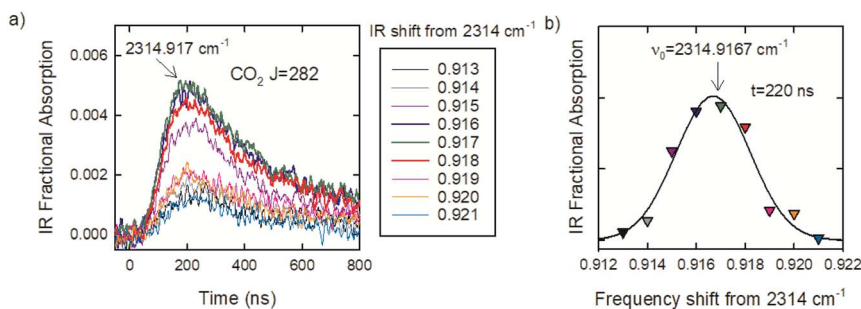 a)
IR Fractional Absorption
0.006
0.004
0.002
0.000
2314.917 cm-1
CO2 J=282
0 200 400 600 800
Time (ns)
IR shift from 2314 cm-1
0.913
0.914
0.915
0.916
0.917
0.918
0.919
0.920
0.921
b)
IR Fractional Absorption
ν0=2314.9167 cm-1
t=220 ns
0.912 0.914 0.916 0.918 0.920 0.922
Frequency shift from 2314 cm-1